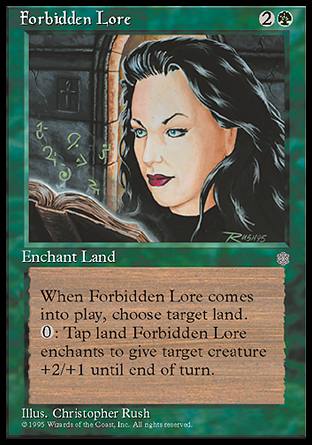 Forbidden Lore 2
RUSH95
Enchant Land
When Forbidden Lore comes
into play, choose target land.
0: Tap land Forbidden Lore
enchants to give target creature
+2/+1 until end of turn.
Illus. Christopher Rush
©1995 Wizards of the Coast, Inc. All rights reserved.